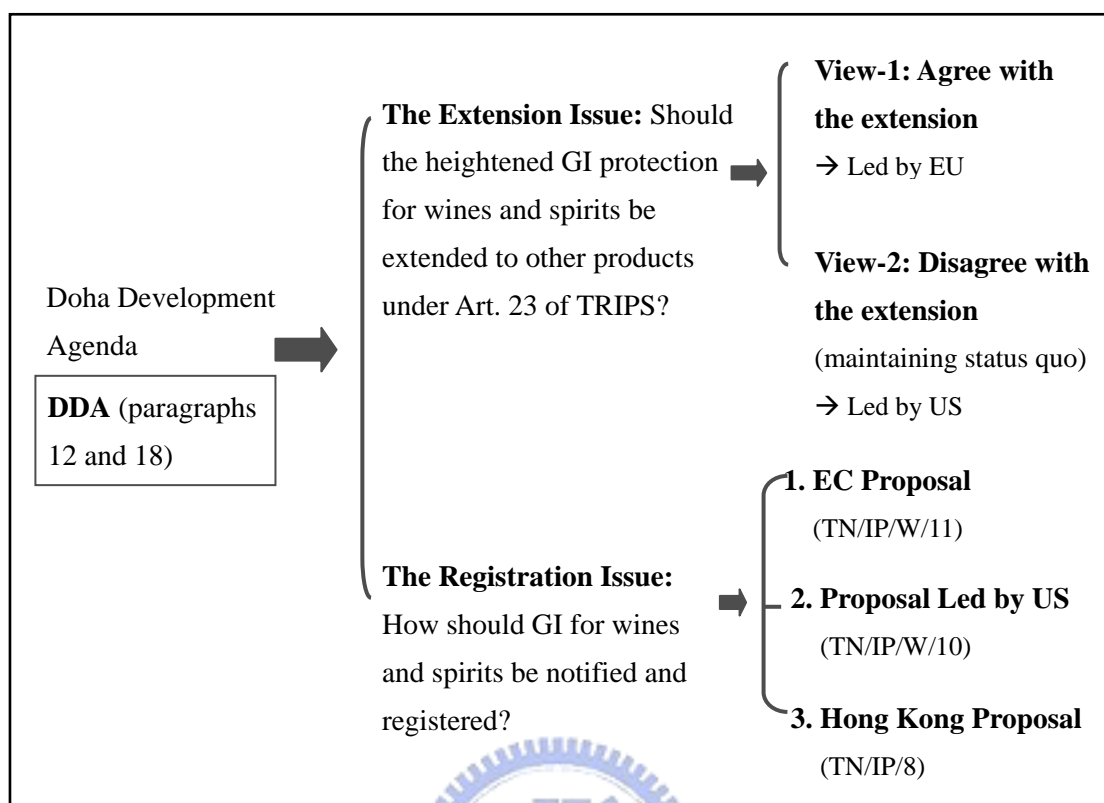 Doha Development
Agenda
DDA (paragraphs
12 and 18)
The Extension Issue: Should
the heightened GI protection
for wines and spirits be
extended to other products
under Art. 23 of TRIPS?
View-1: Agree with
the extension
→ Led by EU
View-2: Disagree with
the extension
(maintaining status quo)
→ Led by US
The Registration Issue:
How should GI for wines
and spirits be notified and
registered?
1. EC Proposal
(TN/IP/W/11)
2. Proposal Led by US
(TN/IP/W/10)
3. Hong Kong Proposal
(TN/IP/8)